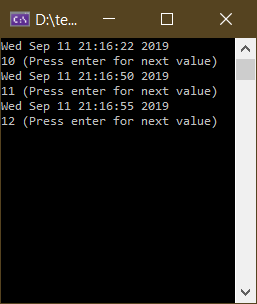 D:\te...
Wed Sep 11 21:16:22 2019
10 (Press enter for next value)
Wed Sep 11 21:16:50 2019
11 (Press enter for next value)
Wed Sep 11 21:16:55 2019
12 (Press enter for next value)